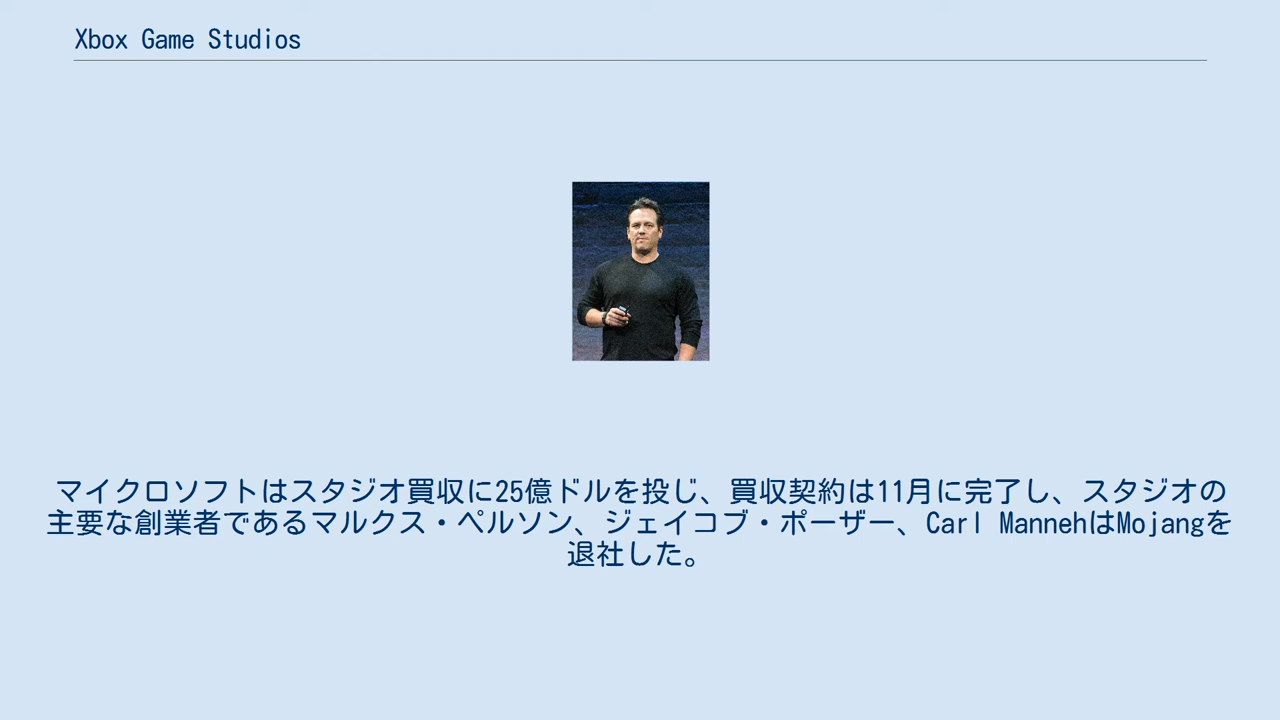 Xbox Game Studios
マイクロソフトはスタジオ買収に25億ドルを投じ、買収契約は11月に完了し、スタジオの
主要な創業者であるマルクス・ペルソン、ジェイコブ・ポーザー、Carl MannehはMojangを
退社した。